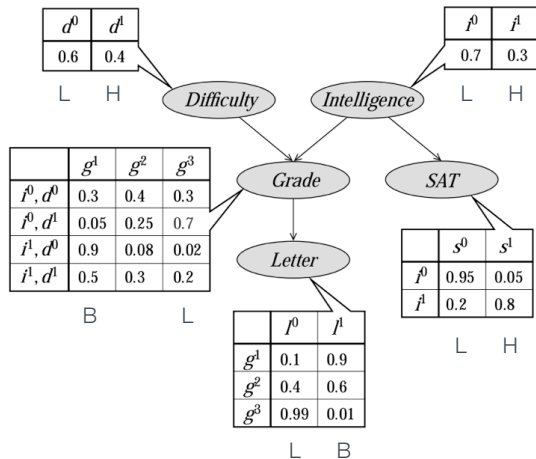 d⁰ d¹
0.6 0.4
L H
i⁰ i¹
0.7 0.3
L H
Difficulty
Intelligence
Grade
SAT
Letter
g¹ g² g³
i⁰, d⁰ 0.3 0.4 0.3
i⁰, d¹ 0.05 0.25 0.7
i¹, d⁰ 0.9 0.08 0.02
i¹, d¹ 0.5 0.3 0.2
B L
s⁰ s¹
i⁰ 0.95 0.05
i¹ 0.2 0.8
L H
l⁰ l¹
g¹ 0.1 0.9
g² 0.4 0.6
g³ 0.99 0.01
L B